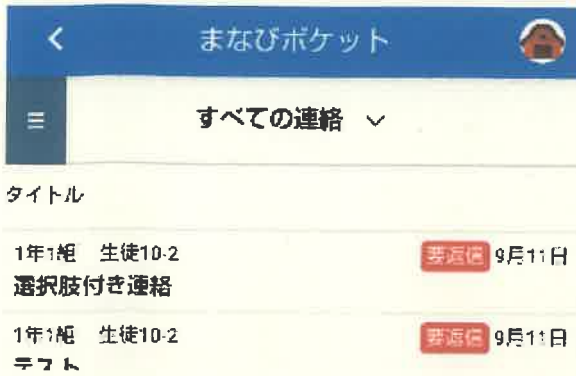 まなびポケット
すべての連絡
タイトル
1年1組 生徒10-2
要返信 9月11日
選択肢付き連絡
1年1組 生徒10-2
要返信 9月11日
テスト